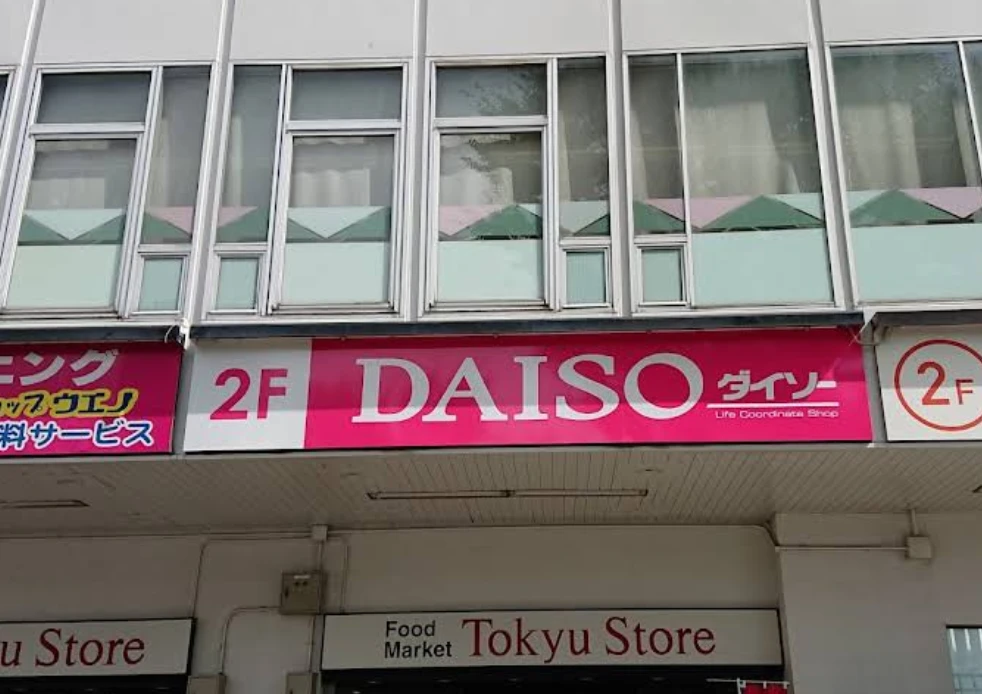 ニング
ップウエノ
料サービス
2F
DAISO
ダイソー
Life Coordinate Shop
2F
Food
Market
Tokyu Store
u Store